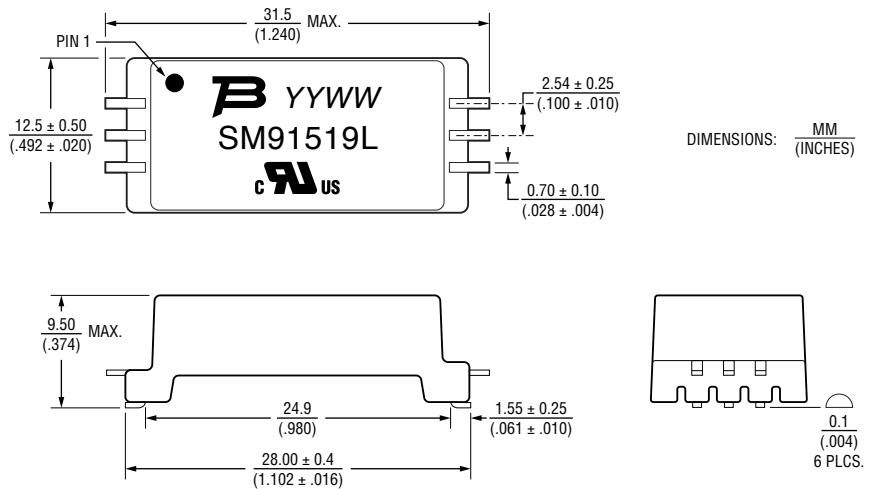 31.5
(1.240)
MAX.
PIN 1
YYWW
SM91519L
C US
12.5 ± 0.50
(.492 ± .020)
2.54 ± 0.25
(.100 ± .010)
0.70 ± 0.10
(.028 ± .004)
DIMENSIONS: MM
(INCHES)
9.50
(.374)
MAX.
24.9
(.980)
1.55 ± 0.25
(.061 ± .010)
28.00 ± 0.4
(1.102 ± .016)
0.1
(.004)
6 PLCS.